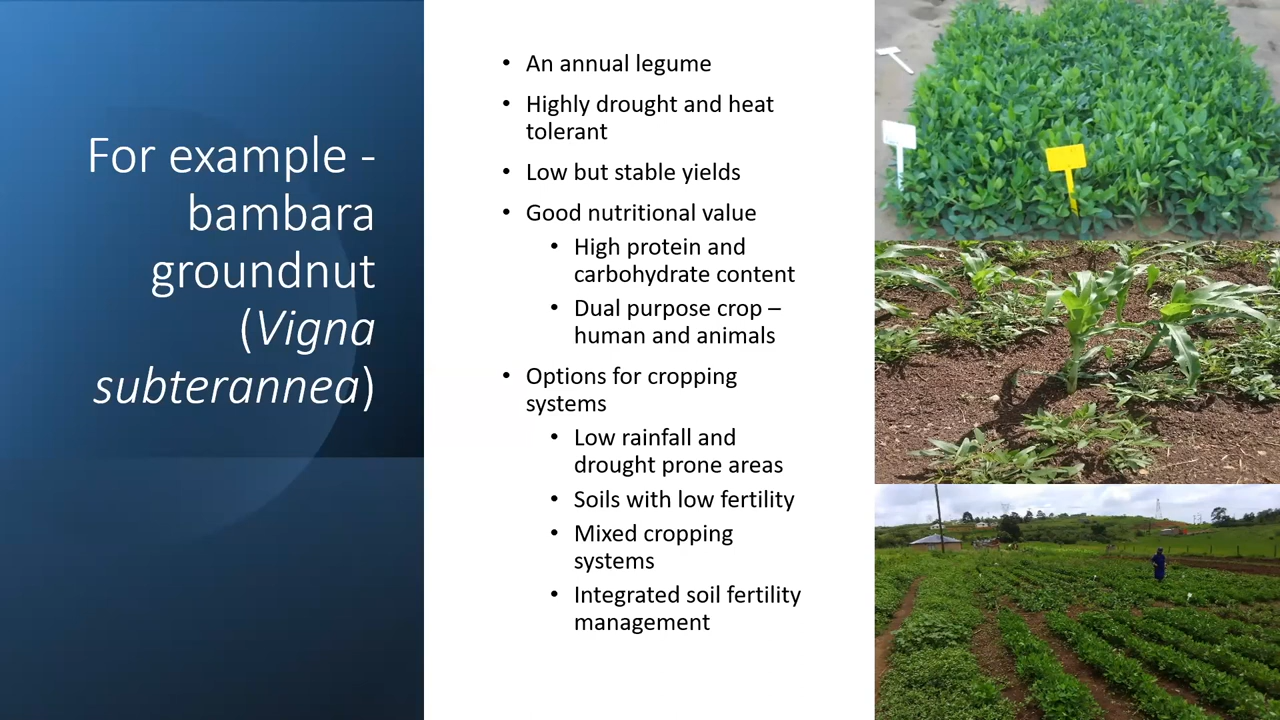 For example -
bambara
groundnut
(Vigna
subterannea)
• An annual legume
• Highly drought and heat
tolerant
• Low but stable yields
• Good nutritional value
• High protein and
carbohydrate content
• Dual purpose crop –
human and animals
• Options for cropping
systems
• Low rainfall and
drought prone areas
• Soils with low fertility
• Mixed cropping
systems
• Integrated soil fertility
management